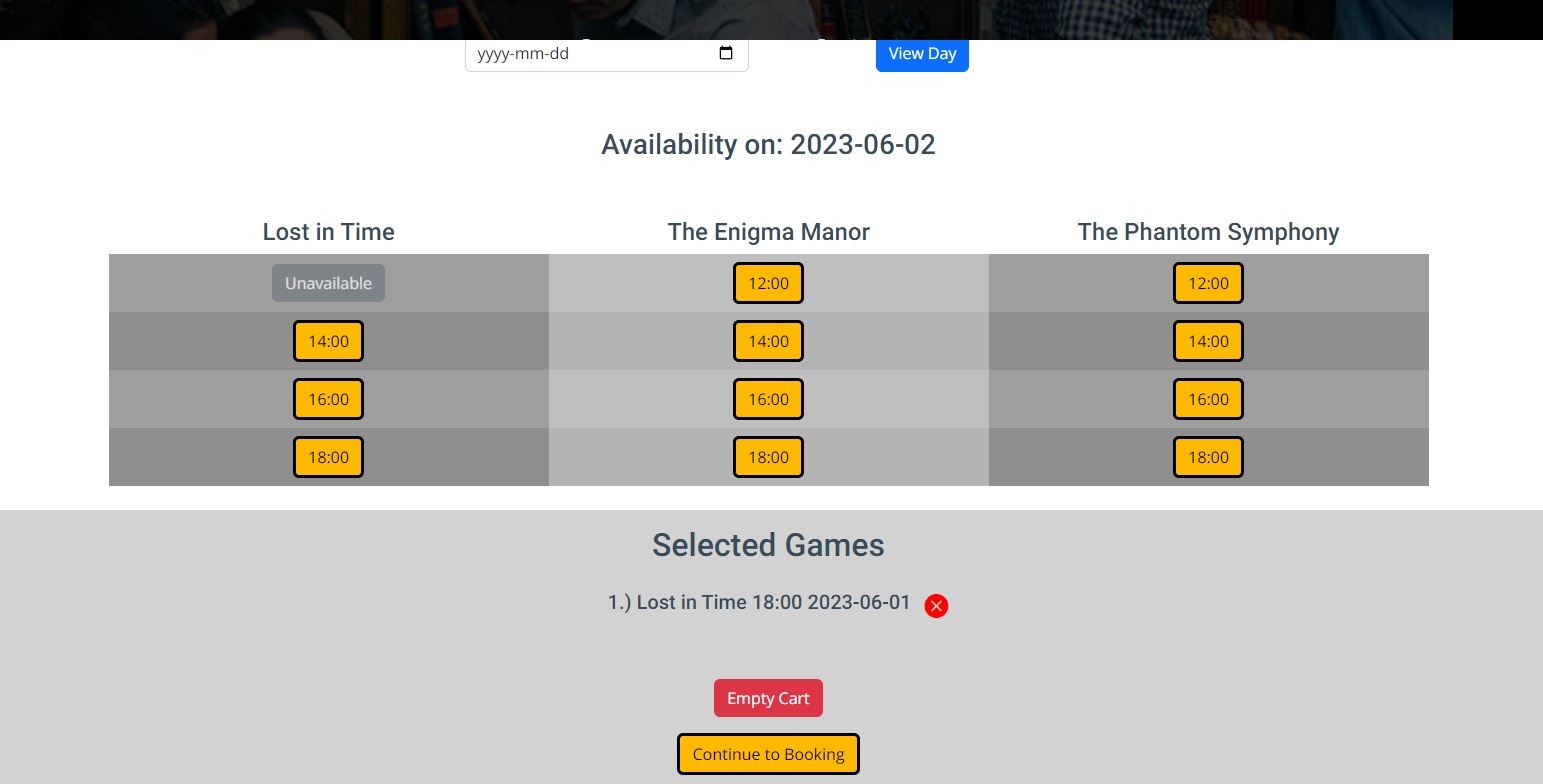 yyyy-mm-dd View Day
Availability on: 2023-06-02
Lost in Time The Enigma Manor The Phantom Symphony
Unavailable 12:00 12:00
14:00 14:00 14:00
16:00 16:00 16:00
18:00 18:00 18:00
Selected Games
1.) Lost in Time 18:00 2023-06-01
Empty Cart
Continue to Booking